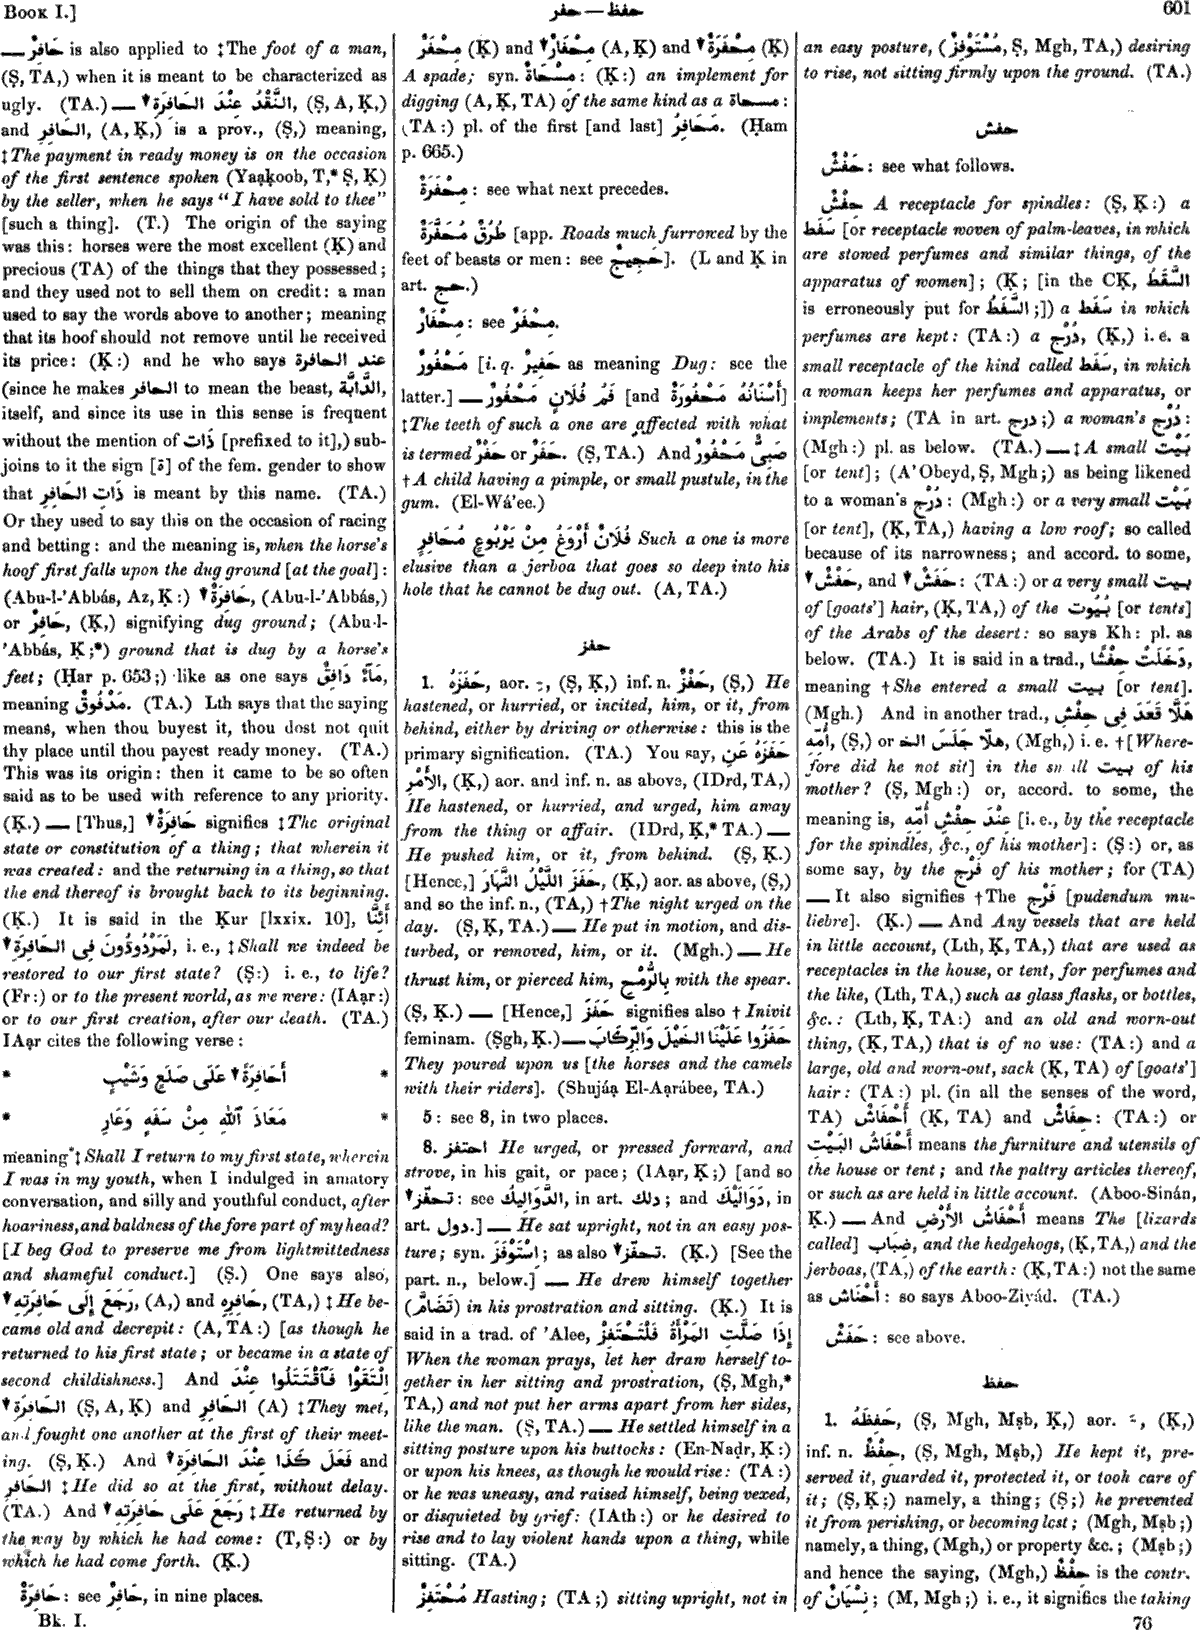 Book I.]
حفر — حفظ
601
— حَافِرٌ is also applied to ‡The foot of a man,
(Ṣ, TA,) when it is meant to be characterized as
ugly. (TA.) — النَّقْدُ عِنْدَ الحَافِرَةِ, (Ṣ, A, Ḳ,)
and الحَافِرِ, (A, Ḳ,) is a prov., (Ṣ,) meaning,
‡The payment in ready money is on the occasion
of the first sentence spoken (Yaạḳoob, T,* Ṣ, Ḳ)
by the seller, when he says “I have sold to thee”
[such a thing]. (T.) The origin of the saying
was this: horses were the most excellent (Ḳ) and
precious (TA) of the things that they possessed;
and they used not to sell them on credit: a man
used to say the words above to another; meaning
that its hoof should not remove until he received
its price: (Ḳ:) and he who says عند الحافرة
(since he makes الحافر to mean the beast, الدَّابَّة,
itself, and since its use in this sense is frequent
without the mention of ذَات [prefixed to it],) sub-
joins to it the sign [ة] of the fem. gender to show
that ذَاتِ الحَافِرِ is meant by this name. (TA.)
Or they used to say this on the occasion of racing
and betting: and the meaning is, when the horse's
hoof first falls upon the dug ground [at the goal]:
(Abu-l-'Abbás, Az, Ḳ:) حَافِرَةٌ, (Abu-l-'Abbás,)
or حَافِرٌ, (Ḳ,) signifying dug ground; (Abu-l-
'Abbás, Ḳ;*) ground that is dug by a horse's
feet; (Ḥar p. 653;) like as one says مَآءٌ دَافِقٌ,
meaning مَدْفُوقٌ. (TA.) Lth says that the saying
means, when thou buyest it, thou dost not quit
thy place until thou payest ready money. (TA.)
This was its origin: then it came to be so often
said as to be used with reference to any priority.
(Ḳ.) — [Thus,] حَافِرَةٌ signifies ‡The original
state or constitution of a thing; that wherein it
was created: and the returning in a thing, so that
the end thereof is brought back to its beginning.
(Ḳ.) It is said in the Ḳur [lxxix. 10], أَئِنَّا
لَمَرْدُودُونَ فِى الحَافِرَةِ, i. e., ‡Shall we indeed be
restored to our first state? (Ṣ:) i. e., to life?
(Fr:) or to the present world, as we were: (IAạr:)
or to our first creation, after our death. (TA.)
IAạr cites the following verse:
* أَحَافِرَةً عَلَى صَلَعٍ وَشَيْبٍ *
* مَعَاذَ ٱللّٰهِ مِنْ سَفَهٍ وَعَارِ *
meaning ‡Shall I return to my first state, wherein
I was in my youth, when I indulged in amatory
conversation, and silly and youthful conduct, after
hoariness, and baldness of the fore part of my head?
[I beg God to preserve me from lightwittedness
and shameful conduct.] (Ṣ.) One says also,
رَجَعَ إِلَى حَافِرَتِهِ, (A,) and حَافِرِهِ, (TA,) ‡He be-
came old and decrepit: (A, TA:) [as though he
returned to his first state; or became in a state of
second childishness.] And الْتَقَوْا فَٱقْتَتَلُوا عِنْدَ
الحَافِرَةِ (Ṣ, A, Ḳ) and الحَافِرِ (A) ‡They met,
and fought one another at the first of their meet-
ing. (Ṣ, Ḳ.) And فَعَلَ كَذَا عِنْدَ الحَافِرَةِ and
الحَافِرِ ‡He did so at the first, without delay.
(TA.) And رَجَعَ عَلَى حَافِرَتِهِ ‡He returned by
the way by which he had come: (T, Ṣ:) or by
which he had come forth. (Ḳ.)
حَافِرَةٌ: see حَافِرٌ, in nine places.
Bk. I.
مِحْفَرٌ (Ḳ) and مِحْفَارٌ (A, Ḳ) and مِحْفَرَةٌ (Ḳ)
A spade; syn. مِسْحَاةٌ: (Ḳ:) an implement for
digging (A, Ḳ, TA) of the same kind as a مسحاة:
(TA:) pl. of the first [and last] مَحَافِرُ. (Ḥam
p. 665.)
مِحْفَرَةٌ: see what next precedes.
طُرُقٌ مُحَفَّرَةٌ [app. Roads much furrowed by the
feet of beasts or men: see حَجِيجٌ]. (L and Ḳ in
art. حج.)
مِحْفَارٌ: see مِحْفَرٌ.
مَحْفُورٌ [i. q. حَفِيرٌ as meaning Dug: see the
latter.] — فَمُ فُلَانٍ مَحْفُورٌ [and أَسْنَانُهُ مَحْفُورَةٌ]
‡The teeth of such a one are affected with what
is termed حَفْرٌ or حَفَرٌ. (Ṣ, TA.) And صَبِىٌّ مَحْفُورٌ
†A child having a pimple, or small pustule, in the
gum. (El-Wá'ee.)
فُلَانٌ أَرْوَغُ مِنْ يَرْبُوعٍ مُحَافِرٍ Such a one is more
elusive than a jerboa that goes so deep into his
hole that he cannot be dug out. (A, TA.)
حفز
1. حَفَزَهُ, aor. ـِ, (Ṣ, Ḳ,) inf. n. حَفْزٌ, (Ṣ,) He
hastened, or hurried, or incited, him, or it, from
behind, either by driving or otherwise: this is the
primary signification. (TA.) You say, حَفَزَهُ عَنِ
الأَمْرِ, (Ḳ,) aor. and inf. n. as above, (IDrd, TA,)
He hastened, or hurried, and urged, him away
from the thing or affair. (IDrd, Ḳ,* TA.) —
He pushed him, or it, from behind. (Ṣ, Ḳ.)
[Hence,] حَفَزَ اللَّيْلُ النَّهَارَ, (Ḳ,) aor. as above, (Ṣ,)
and so the inf. n., (TA,) †The night urged on the
day. (Ṣ, Ḳ, TA.) — He put in motion, and dis-
turbed, or removed, him, or it. (Mgh.) — He
thrust him, or pierced him, بِالرُّمْحِ with the spear.
(Ṣ, Ḳ.) — [Hence,] حَفَزَ signifies also † Inivit
feminam. (Ṣgh, Ḳ.) — حَفَزُوا عَلَيْنَا الخَيْلَ وَالرِّكَابَ
They poured upon us [the horses and the camels
with their riders]. (Shujáạ El-Aạrábee, TA.)
5: see 8, in two places.
8. احتفز He urged, or pressed forward, and
strove, in his gait, or pace; (IAạr, Ḳ;) [and so
تحفّز: see الدَّوَالِيكُ, in art. دلك; and دَوَالَيْكَ, in
art. دول.] — He sat upright, not in an easy pos-
ture; syn. اِسْتَوْفَزَ; as also تحفّز. (Ḳ.) [See the
part. n., below.] — He drew himself together
(تَضَامَّ) in his prostration and sitting. (Ḳ.) It is
said in a trad. of 'Alee, إِذَا صَلَّتِ المَرْأَةُ فَلْتَحْتَفِزْ
When the woman prays, let her draw herself to-
gether in her sitting and prostration, (Ṣ, Mgh,*
TA,) and not put her arms apart from her sides,
like the man. (Ṣ, TA.) — He settled himself in a
sitting posture upon his buttocks: (En-Naḍr, Ḳ:)
or upon his knees, as though he would rise: (TA:)
or he was uneasy, and raised himself, being vexed,
or disquieted by grief: (IAth:) or he desired to
rise and to lay violent hands upon a thing, while
sitting. (TA.)
مُحْتَفِزٌ Hasting; (TA;) sitting upright, not in
an easy posture, (مُسْتَوْفِزٌ, Ṣ, Mgh, TA,) desiring
to rise, not sitting firmly upon the ground. (TA.)
حفش
حَفْشٌ: see what follows.
حِفْشٌ A receptacle for spindles: (Ṣ, Ḳ:) a
سَفَط [or receptacle woven of palm-leaves, in which
are stowed perfumes and similar things, of the
apparatus of women]; (Ḳ; [in the CḲ, السَّقَطُ
is erroneously put for السَّفَطُ;]) a سَفَط in which
perfumes are kept: (TA:) a دُرْج, (Ḳ,) i. e. a
small receptacle of the kind called سفط, in which
a woman keeps her perfumes and apparatus, or
implements; (TA in art. درج;) a woman's دُرْج:
(Mgh:) pl. as below. (TA.) — ‡A small بَيْت
[or tent]; (A'Obeyd, Ṣ, Mgh;) as being likened
to a woman's دُرْج: (Mgh:) or a very small بَيْت
[or tent], (Ḳ, TA,) having a low roof; so called
because of its narrowness; and accord. to some,
حَفْشٌ, and حَفَشٌ: (TA:) or a very small بيت
of [goats'] hair, (Ḳ, TA,) of the بُيُوت [or tents]
of the Arabs of the desert: so says Kh: pl. as
below. (TA.) It is said in a trad., دَخَلَتْ حِفْشًا,
meaning †She entered a small بيت [or tent].
(Mgh.) And in another trad., هَلَّا قَعَدَ فِى حِفْشِ
أُمِّهِ, (Ṣ,) or هلّا جَلَسَ الخ, (Mgh,) i. e. †[Where-
fore did he not sit] in the small بيت of his
mother? (Ṣ, Mgh:) or, accord. to some, the
meaning is, عِنْدَ حِفْشِ أُمِّهِ [i. e., by the receptacle
for the spindles, &c., of his mother]: (Ṣ:) or, as
some say, by the فَرْج of his mother; for (TA)
— It also signifies †The فَرْج [pudendum mu-
liebre]. (Ḳ.) — And Any vessels that are held
in little account, (Lth, Ḳ, TA,) that are used as
receptacles in the house, or tent, for perfumes and
the like, (Lth, TA,) such as glass flasks, or bottles,
&c.: (Lth, Ḳ, TA:) and an old and worn-out
thing, (Ḳ, TA,) that is of no use: (TA:) and a
large, old and worn-out, sack (Ḳ, TA) of [goats']
hair: (TA:) pl. (in all the senses of the word,
TA) أَحْفَاشٌ (Ḳ, TA) and حِفَاشٌ: (TA:) or
أَحْفَاشُ البَيْتِ means the furniture and utensils of
the house or tent; and the paltry articles thereof,
or such as are held in little account. (Aboo-Sinán,
Ḳ.) — And أَحْفَاشُ الأَرْضِ means The [lizards
called] ضِبَاب, and the hedgehogs, (Ḳ, TA,) and the
jerboas, (TA,) of the earth: (Ḳ, TA:) not the same
as أَحْنَاش: so says Aboo-Ziyád. (TA.)
حَفَشٌ: see above.
حفظ
1. حَفِظَهُ, (Ṣ, Mgh, Mṣb, Ḳ,) aor. ـَ, (Ḳ,)
inf. n. حِفْظٌ, (Ṣ, Mgh, Mṣb,) He kept it, pre-
served it, guarded it, protected it, or took care of
it; (Ṣ, Ḳ;) namely, a thing; (Ṣ;) he prevented
it from perishing, or becoming lost; (Mgh, Mṣb;)
namely, a thing, (Mgh,) or property &c.; (Mṣb;)
and hence the saying, (Mgh,) حِفْظٌ is the contr.
of نِسْيَانٌ; (M, Mgh;) i. e., it signifies the taking
76